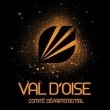 VAL D'OISE
COMITÉ DÉPARTEMENTAL